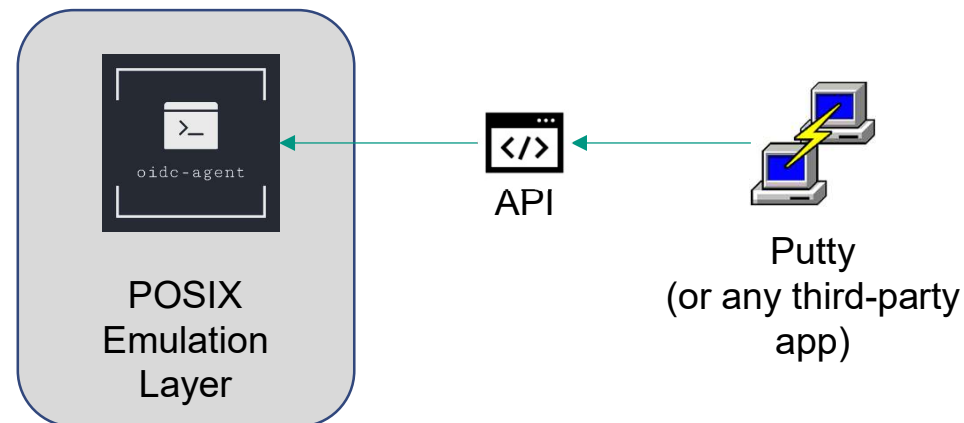 >_
oidc-agent
POSIX
Emulation
Layer
</>
API
Putty
(or any third-party
app)